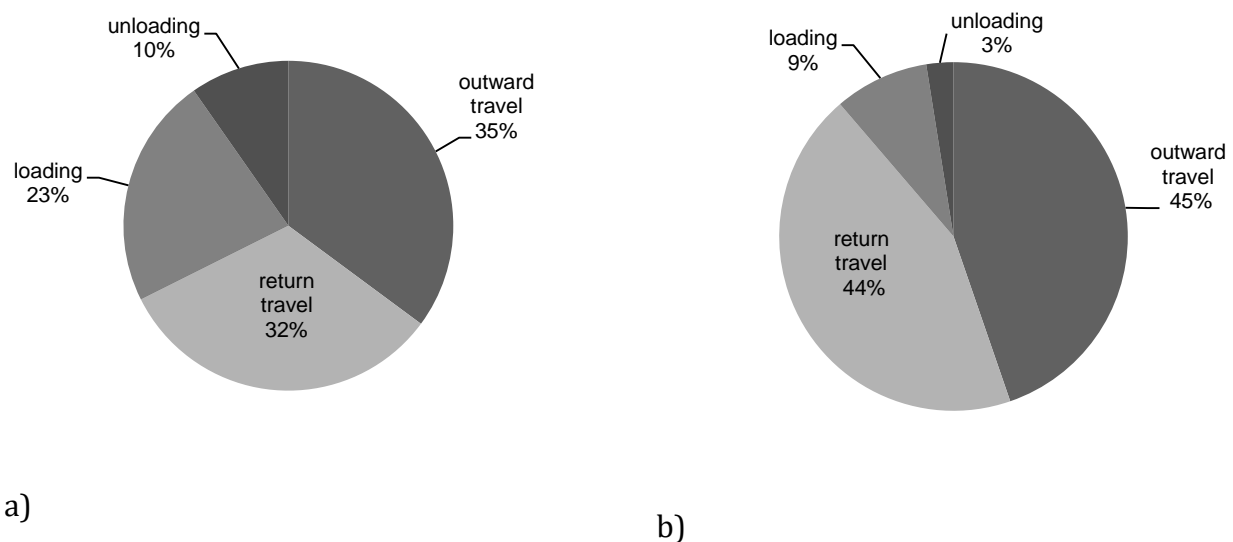 unloading
10%
outward
travel
35%
loading
23%
return
travel
32%
a)
unloading
3%
loading
9%
outward
travel
45%
return
travel
44%
b)